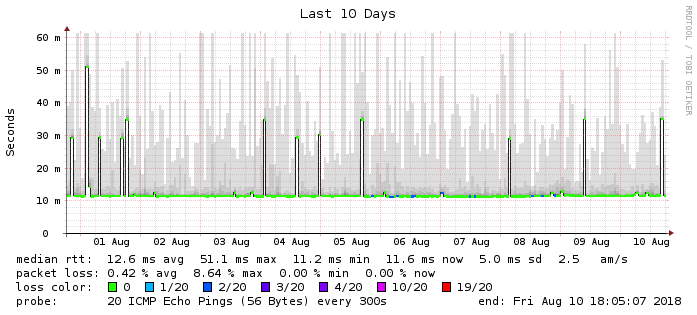 Last 10 Days
RRDTOOL / TOBI OETIKER
Seconds
60 m
50 m
40 m
30 m
20 m
10 m
0
01 Aug 02 Aug 03 Aug 04 Aug 05 Aug 06 Aug 07 Aug 08 Aug 09 Aug 10 Aug
median rtt: 12.6 ms avg 51.1 ms max 11.2 ms min 11.6 ms now 5.0 ms sd 2.5 am/s
packet loss: 0.42 % avg 8.64 % max 0.00 % min 0.00 % now
loss color: 0 1/20 2/20 3/20 4/20 10/20 19/20
probe: 20 ICMP Echo Pings (56 Bytes) every 300s end: Fri Aug 10 18:05:07 2018